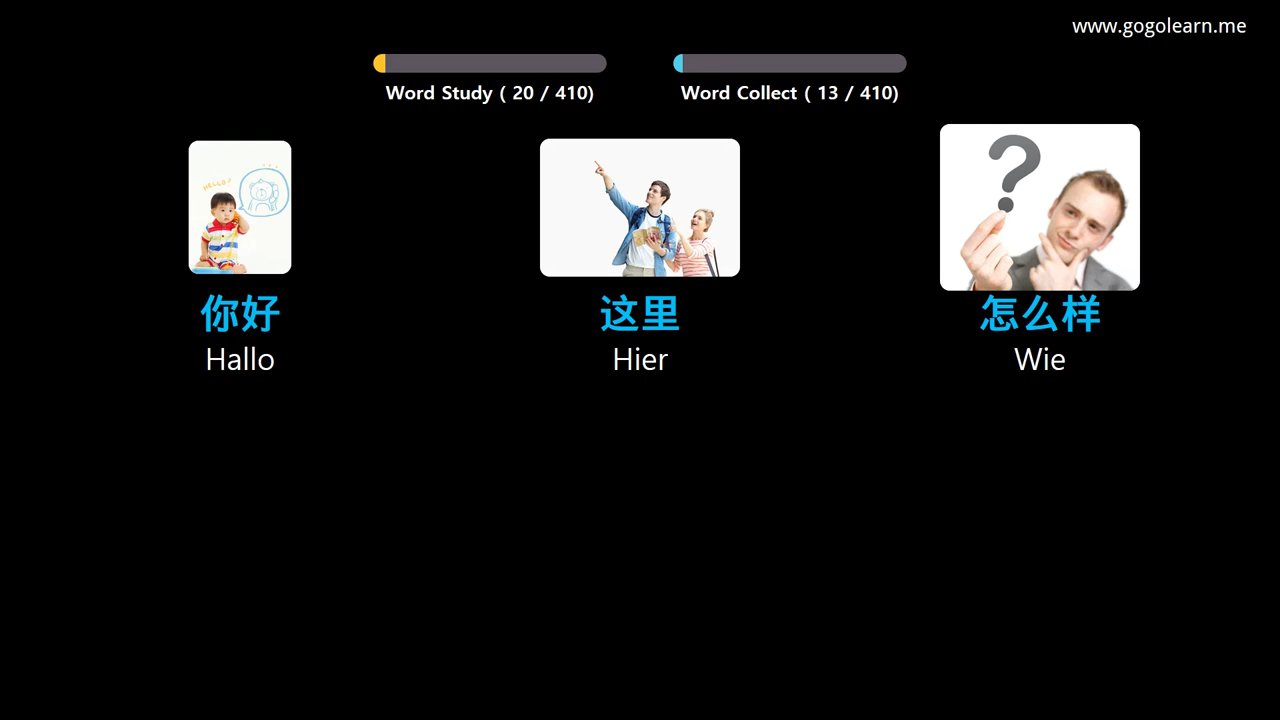 www.gogolearn.me
Word Study ( 20 / 410)
Word Collect ( 13 / 410)
HELLO!
你好
这里
怎么样
Hallo
Hier
Wie